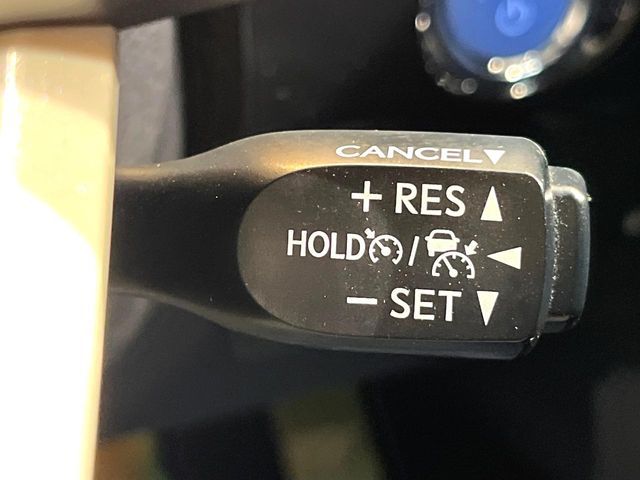 CANCEL▼
+ RES ▲
HOLD / ◀
− SET ▼